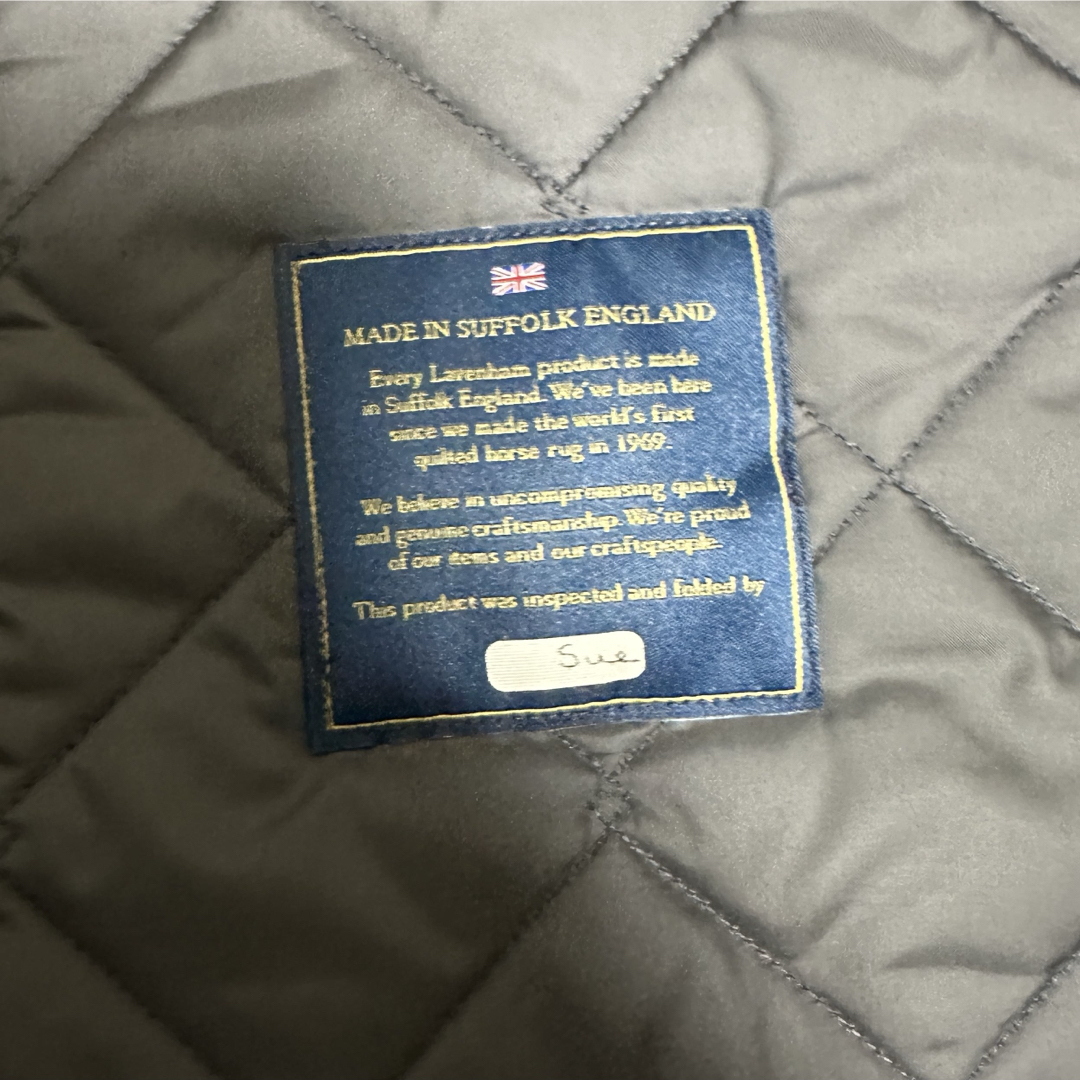 MADE IN SUFFOLK ENGLAND
Every Lavenham product is made
in Suffolk England. We've been here
since we made the world's first
quilted horse rug in 1969.
We believe in uncompromising quality
and genuine craftsmanship. We're proud
of our items and our craftspeople.
This product was inspected and folded by
Sue